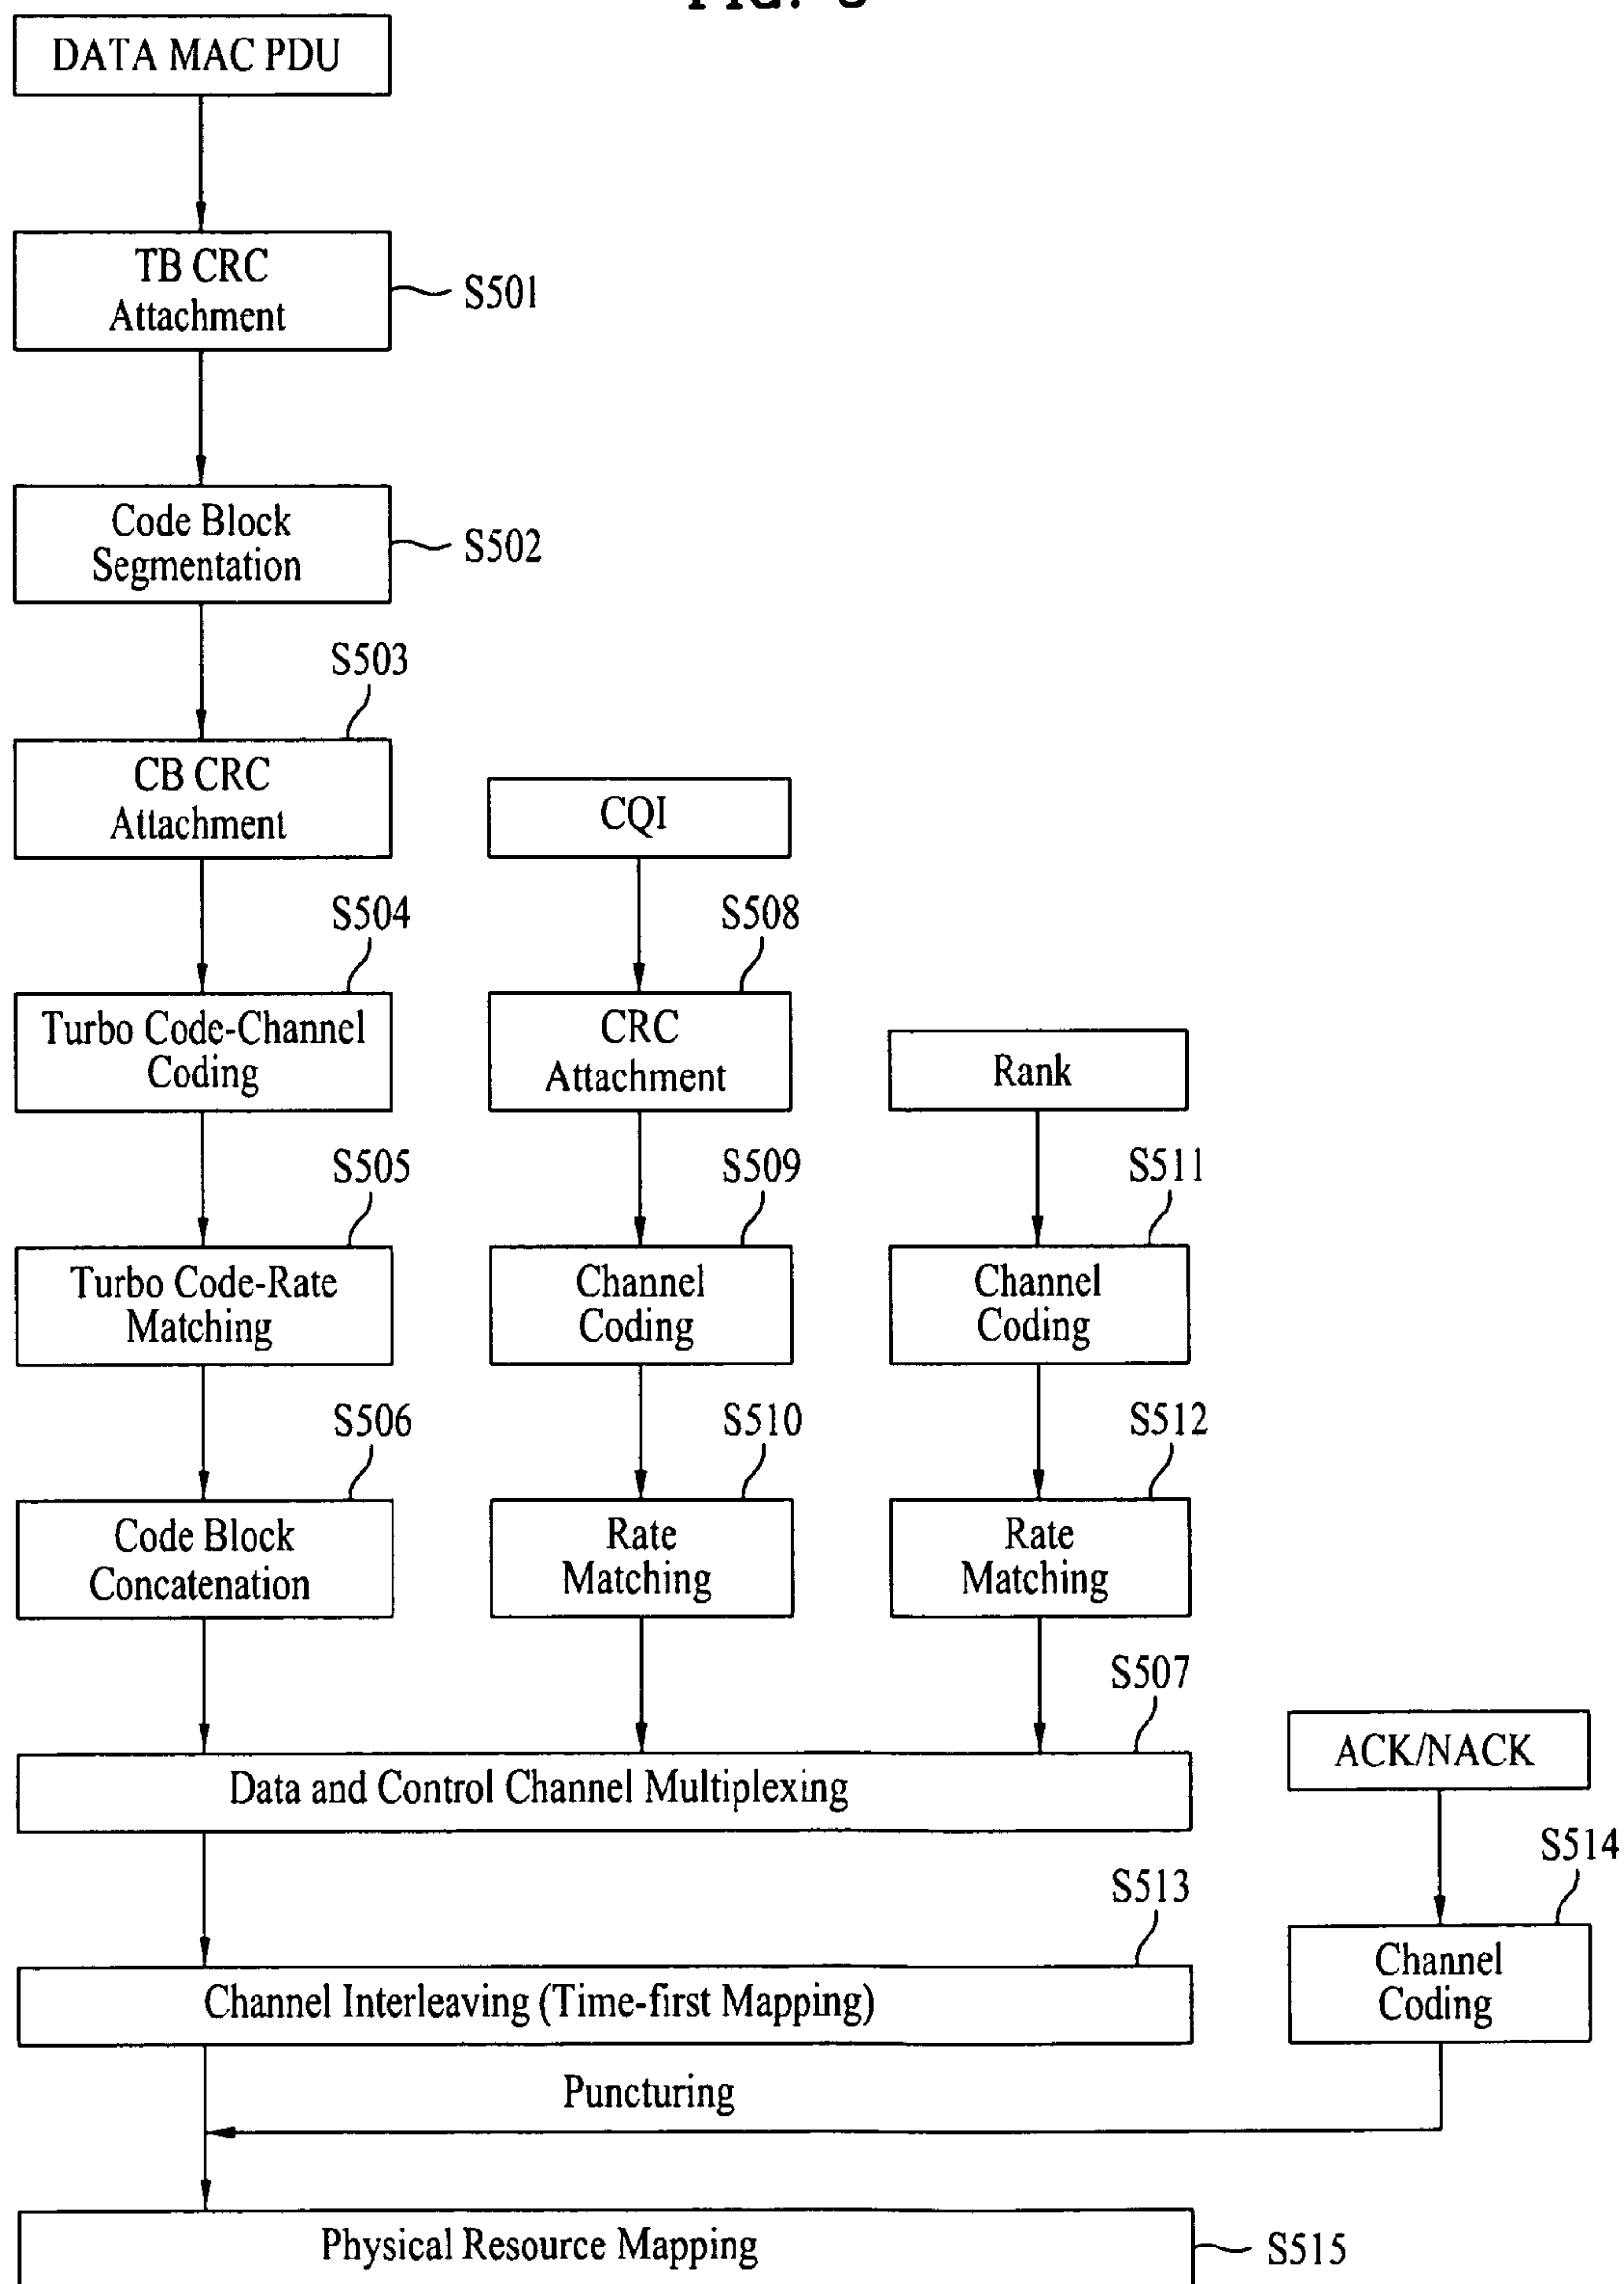 DATA MAC PDU
TB CRC
Attachment
S501
Code Block
Segmentation
S502
S503
CB CRC
Attachment
CQI
S504
S508
Turbo Code-Channel
Coding
CRC
Attachment
Rank
S505
S509
S511
Turbo Code-Rate
Matching
Channel
Coding
Channel
Coding
S506
S510
S512
Code Block
Concatenation
Rate
Matching
Rate
Matching
S507
Data and Control Channel Multiplexing
ACK/NACK
S513
S514
Channel Interleaving (Time-first Mapping)
Channel
Coding
Puncturing
Physical Resource Mapping
S515